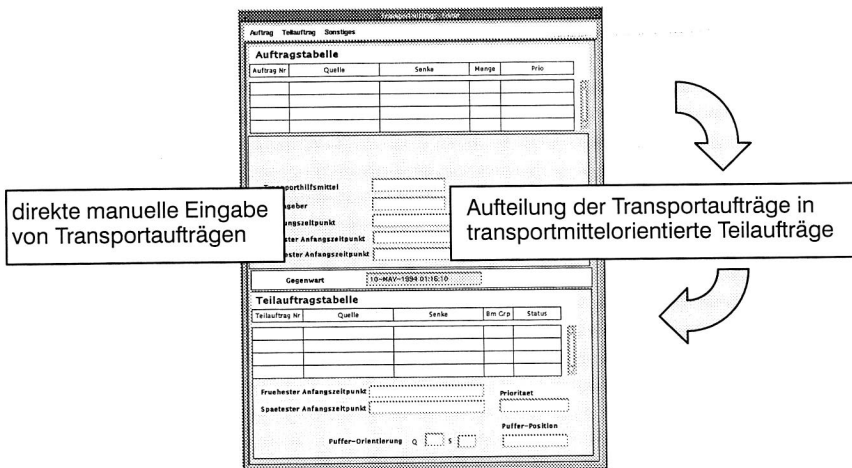 Auftrag Teilauftrag Sonstiges
Auftragstabelle
Auftrag Nr Quelle Senke Menge Prio
direkte manuelle Eingabe
von Transportaufträgen
Aufteilung der Transportaufträge in
transportmittelorientierte Teilaufträge
Gegenwart 10-MAY-1994 01:16:10
Teilauftragstabelle
Teilauftrag Nr Quelle Senke Bm Grp Status
Fruehester Anfangszeitpunkt
Prioritaet
Spaetester Anfangszeitpunkt
Puffer-Position
Puffer-Orientierung Q S